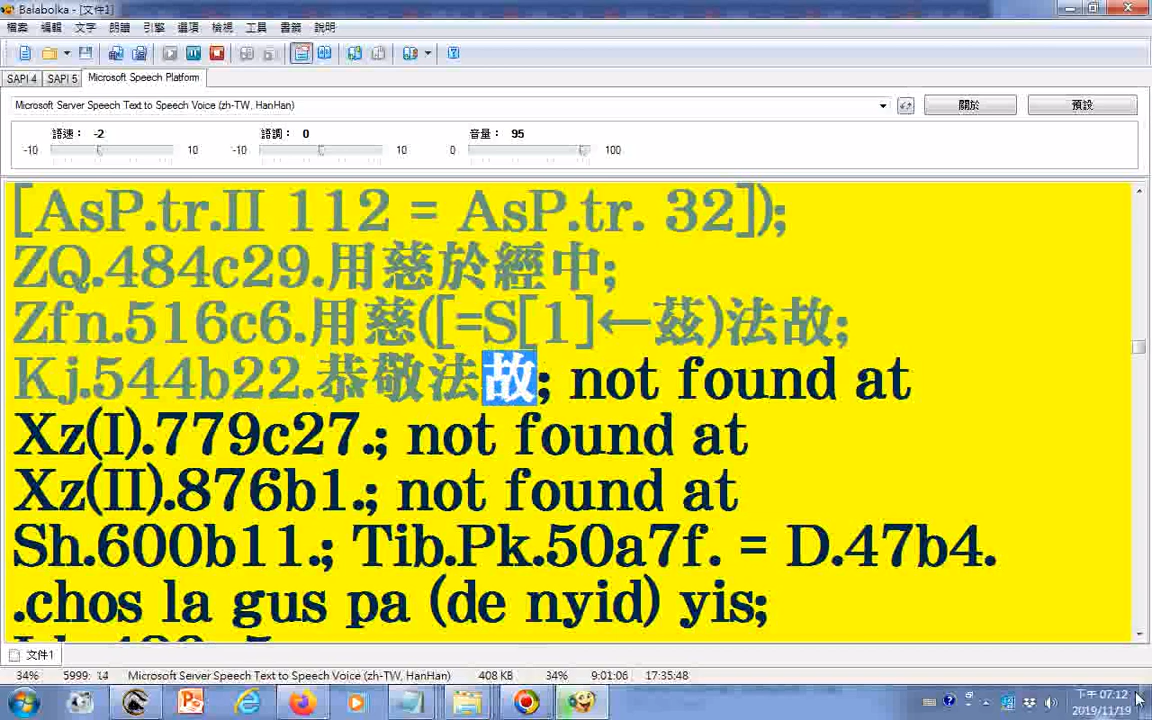 Balabolka - [文件1]
檔案 編輯 文字 朗讀 引擎 選項 檢視 工具 書籤 說明
SAPI 4 SAPI 5 Microsoft Speech Platform
Microsoft Server Speech Text to Speech Voice (zh-TW, HanHan) 關於 預設
語速： -2 語調： 0 音量： 95
-10 10 -10 10 0 100
[AsP.tr.II 112 = AsP.tr. 32]);
ZQ.484c29.用慈於經中;
Zfn.516c6.用慈([=S[1]←茲)法故;
Kj.544b22.恭敬法故; not found at
Xz(I).779c27.; not found at
Xz(II).876b1.; not found at
Sh.600b11.; Tib.Pk.50a7f. = D.47b4.
.chos la gus pa (de nyid) yis;
文件1
34% 5999: 14 Microsoft Server Speech Text to Speech Voice (zh-TW, HanHan) 408 KB 34% 9:01:06 17:35:48
下午 07:12
2019/11/19